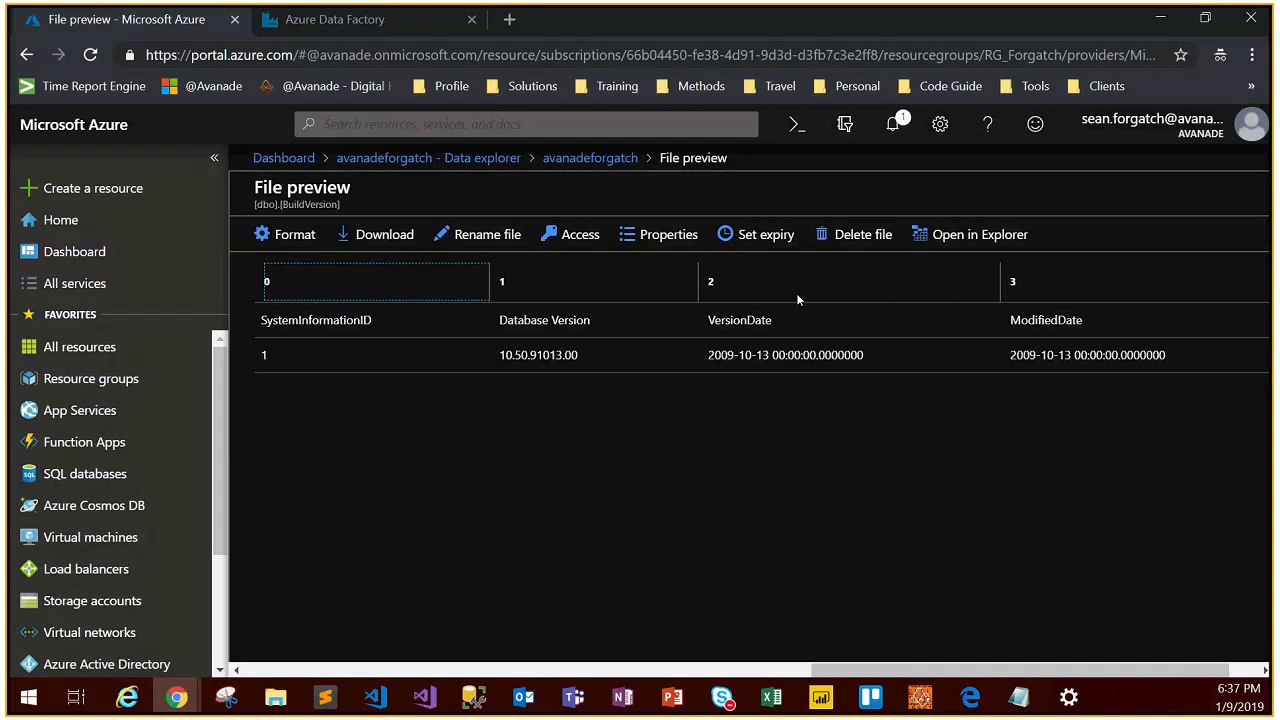 File preview - Microsoft Azure
Azure Data Factory
https://portal.azure.com/#@avanade.onmicrosoft.com/resource/subscriptions/66b04450-fe38-4d91-9d3d-d3fb7c3e2ff8/resourcegroups/RG_Forgatch/providers/Mi...
Time Report Engine
@Avanade
@Avanade - Digital
Profile
Solutions
Training
Methods
Travel
Personal
Code Guide
Tools
Clients
»
Microsoft Azure
Search resources, services, and docs
1
sean.forgatch@avana...
AVANADE
«
Dashboard > avanadeforgatch - Data explorer > avanadeforgatch > File preview
Create a resource
Home
Dashboard
All services
FAVORITES
All resources
Resource groups
App Services
Function Apps
SQL databases
Azure Cosmos DB
Virtual machines
Load balancers
Storage accounts
Virtual networks
Azure Active Directory
File preview
[dbo].[BuildVersion]
Format
Download
Rename file
Access
Properties
Set expiry
Delete file
Open in Explorer
0 1 2 3
SystemInformationID Database Version VersionDate ModifiedDate
1 10.50.91013.00 2009-10-13 00:00:00.0000000 2009-10-13 00:00:00.0000000
6:37 PM
1/9/2019